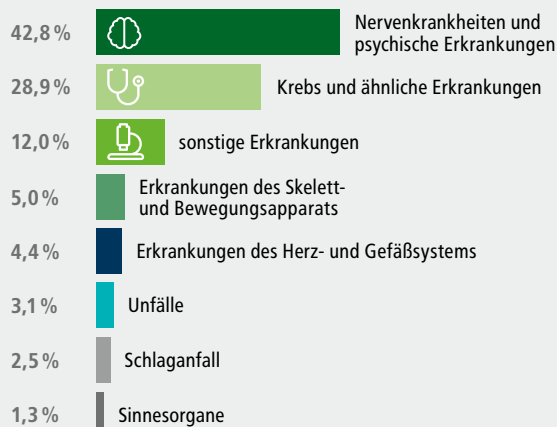 42,8 %
Nervenkrankheiten und
psychische Erkrankungen
28,9 %
Krebs und ähnliche Erkrankungen
12,0 %
sonstige Erkrankungen
5,0 %
Erkrankungen des Skelett-
und Bewegungsapparats
4,4 %
Erkrankungen des Herz- und Gefäßsystems
3,1 %
Unfälle
2,5 %
Schlaganfall
1,3 %
Sinnesorgane